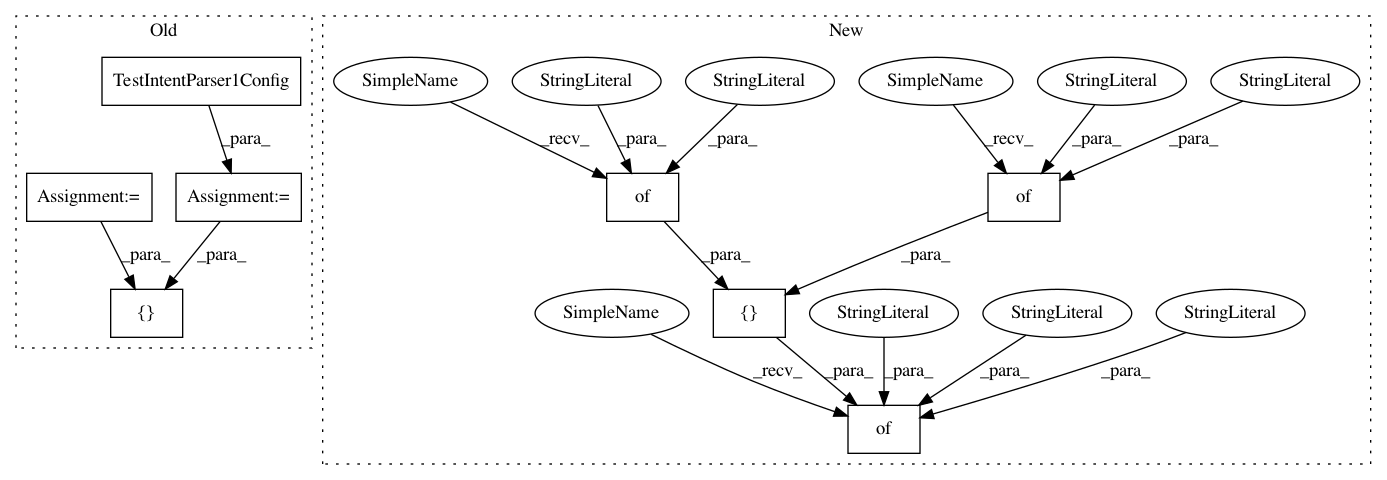 Old
New
TestIntentParser1Config
SimpleName
StringLiteral
StringLiteral
SimpleName
StringLiteral
StringLiteral
_para_
_recv_
_para_
_para_
_recv_
_para_
_para_
Assignment:=
Assignment:=
of
of
_para_
_para_
_para_
_para_
{}
SimpleName
{}
StringLiteral
StringLiteral
StringLiteral
_recv_
_para_
_para_
_para_
_para_
of